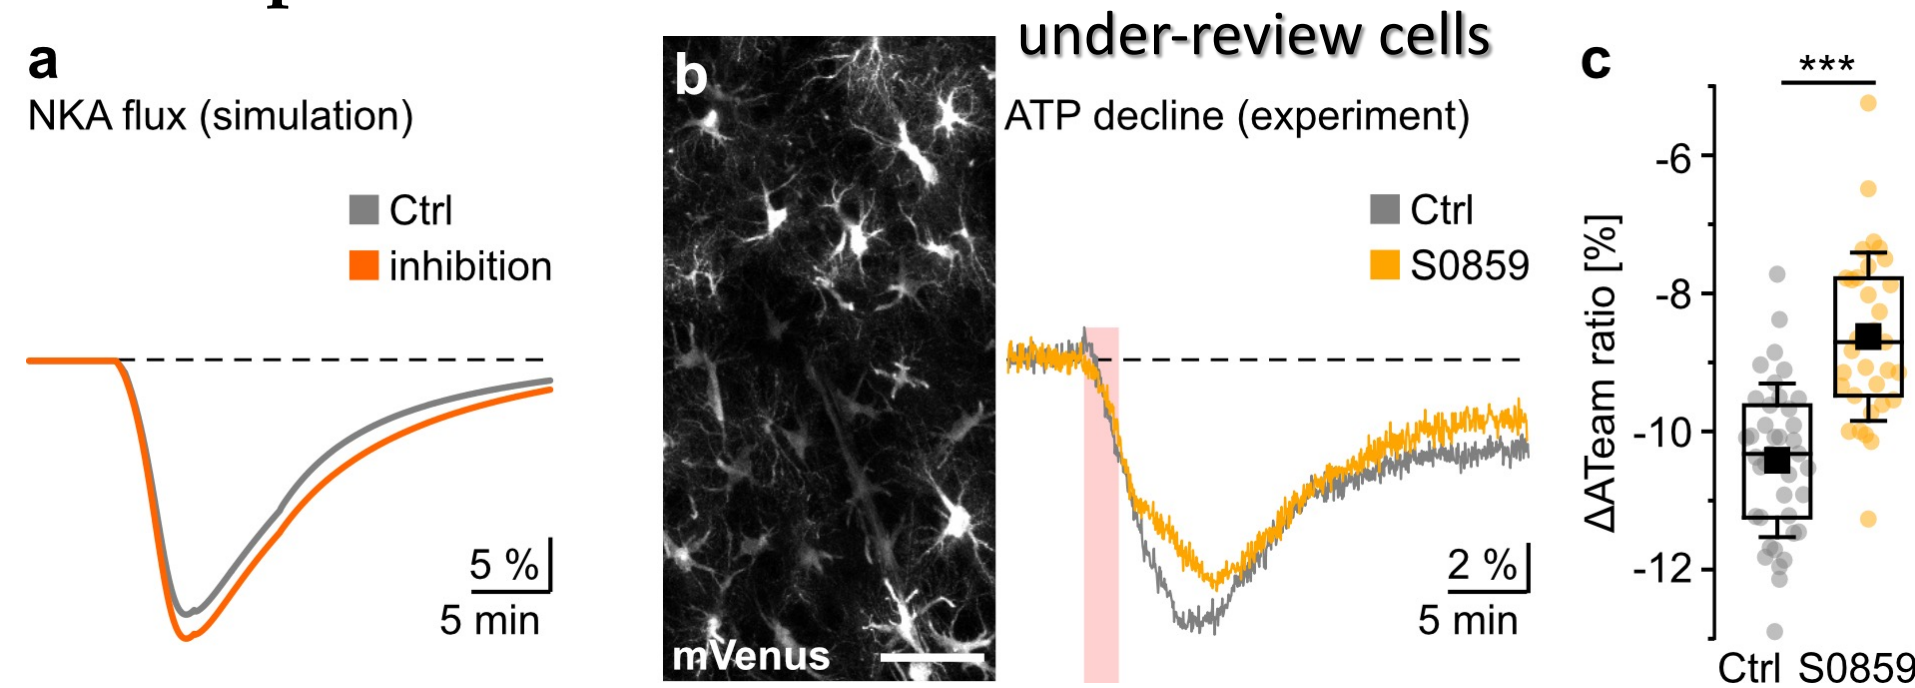 a
NKA flux (simulation)
Ctrl
inhibition
5 %
5 min
b
mVenus
under-review cells
ATP decline (experiment)
Ctrl
S0859
2 %
5 min
c
***
ΔATeam ratio [%]
-6
-8
-10
-12
Ctrl S0859